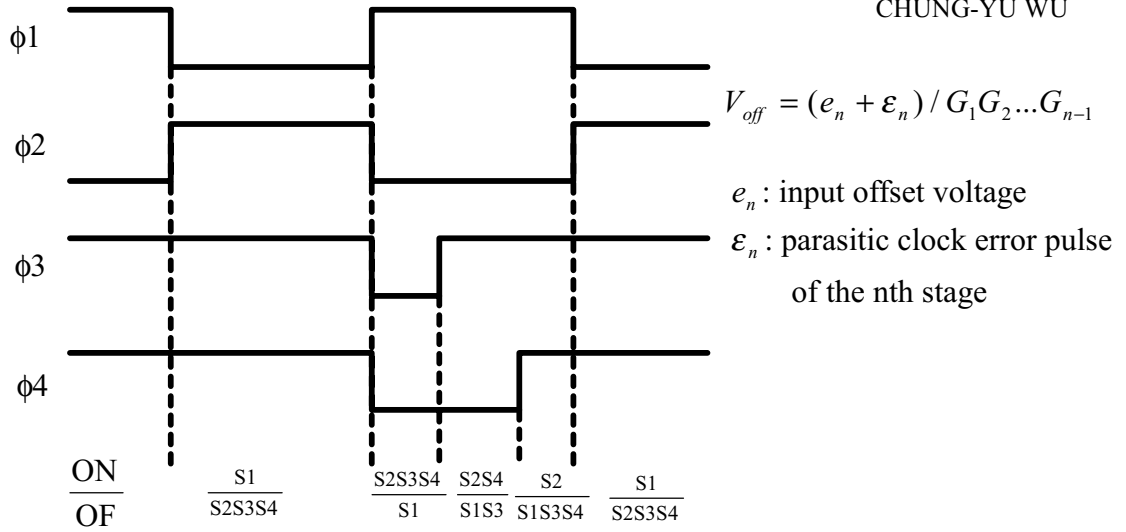 CHUNG-YU WU
ϕ1
V_off = (e_n + ε_n) / G_1G_2...G_{n-1}
ϕ2
e_n : input offset voltage
ϕ3
ε_n : parasitic clock error pulse
of the nth stage
ϕ4
ON S1 S2S3S4 S2S4 S2 S1
OF S2S3S4 S1 S1S3 S1S3S4 S2S3S4